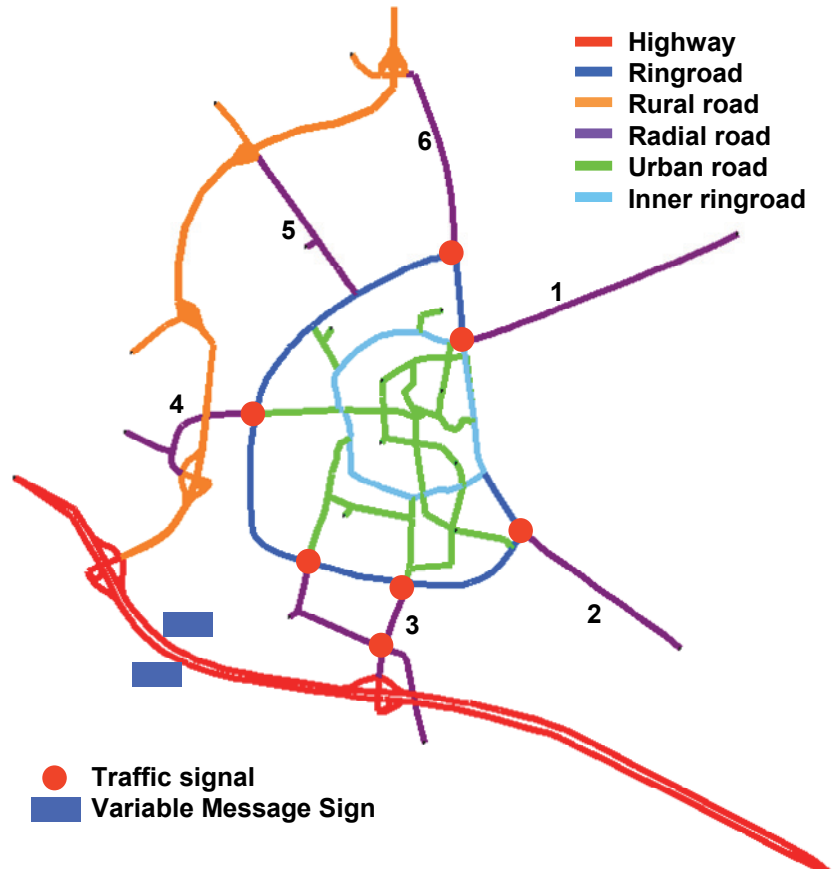 Highway
Ringroad
Rural road
Radial road
Urban road
Inner ringroad
6
5
1
4
3
2
Traffic signal
Variable Message Sign